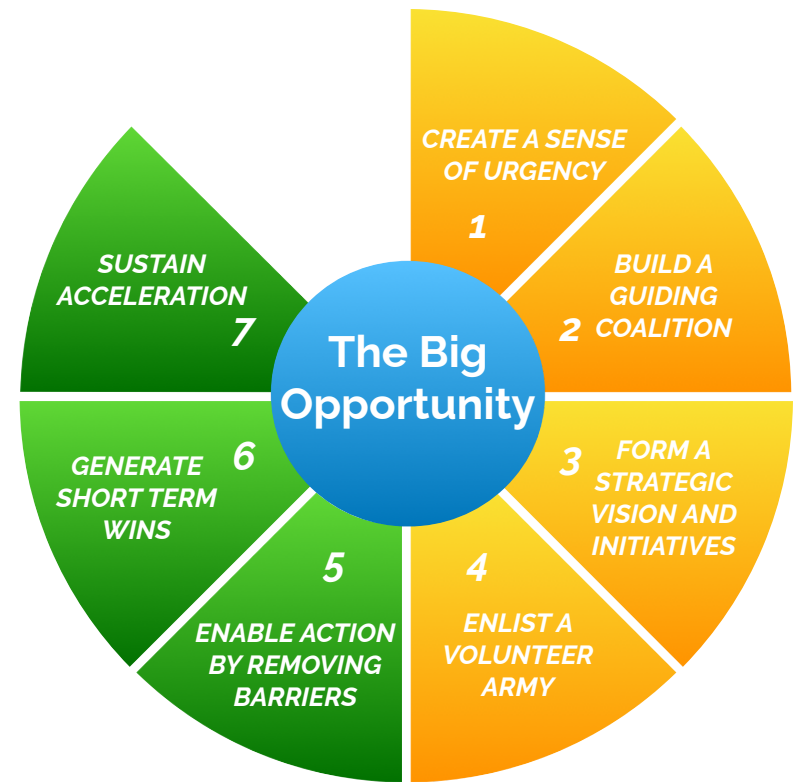 The Big
Opportunity
CREATE A SENSE
OF URGENCY
1
BUILD A
GUIDING
2 COALITION
3 FORM A
STRATEGIC
VISION AND
INITIATIVES
4
ENLIST A
VOLUNTEER
ARMY
5
ENABLE ACTION
BY REMOVING
BARRIERS
6
GENERATE
SHORT TERM
WINS
SUSTAIN
ACCELERATION
7